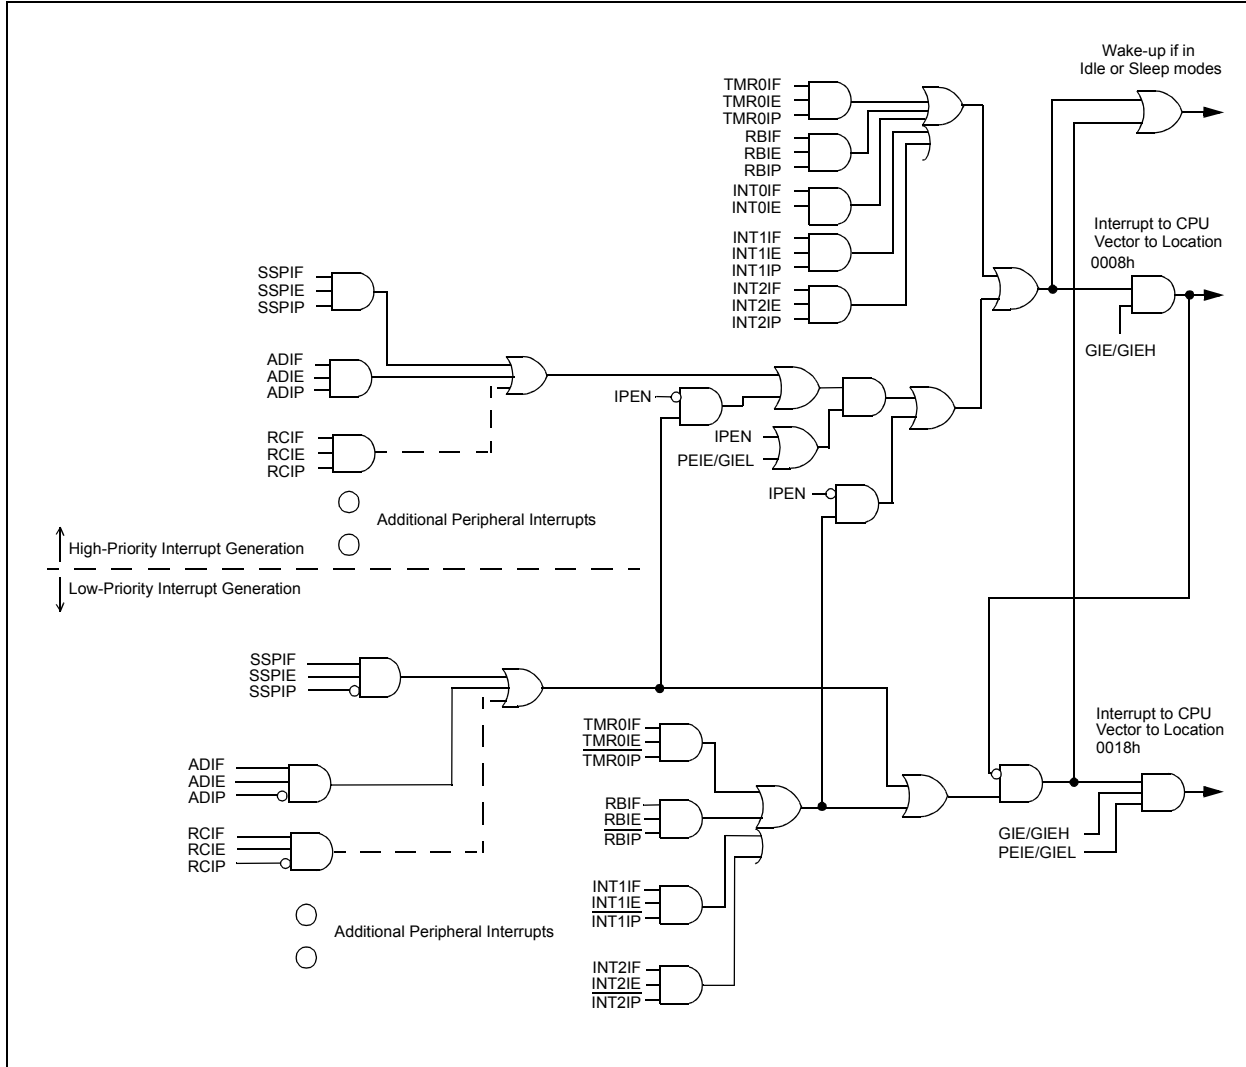 Wake-up if in
Idle or Sleep modes
TMR0IF
TMR0IE
TMR0IP
RBIF
RBIE
RBIP
INT0IF
INT0IE
INT1IF
INT1IE
INT1IP
INT2IF
INT2IE
INT2IP
Interrupt to CPU
Vector to Location
0008h
GIE/GIEH
SSPIF
SSPIE
SSPIP
ADIF
ADIE
ADIP
RCIF
RCIE
RCIP
IPEN
IPEN
PEIE/GIEL
IPEN
Additional Peripheral Interrupts
High-Priority Interrupt Generation
Low-Priority Interrupt Generation
SSPIF
SSPIE
SSPIP
ADIF
ADIE
ADIP
RCIF
RCIE
RCIP
Additional Peripheral Interrupts
TMR0IF
TMR0IE
TMR0IP
RBIF
RBIE
RBIP
INT1IF
INT1IE
INT1IP
INT2IF
INT2IE
INT2IP
Interrupt to CPU
Vector to Location
0018h
GIE/GIEH
PEIE/GIEL